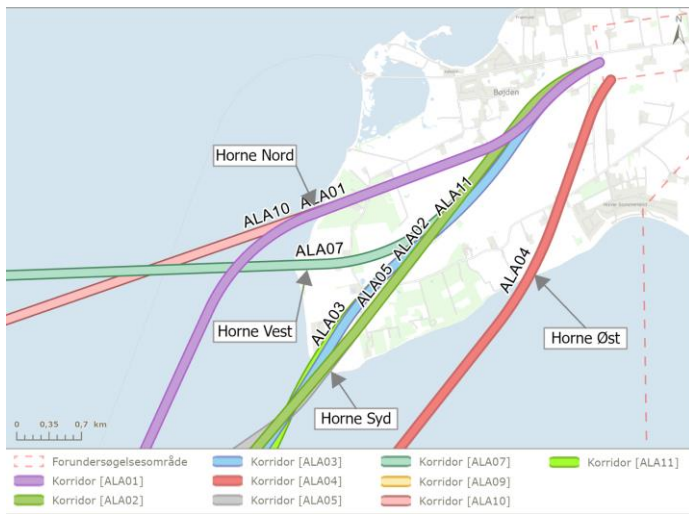 Bøjden
Horne Nord
ALA10
ALA01
ALA11
ALA07
ALA02
ALA05
ALA04
ALA03
Horne Vest
Horne Øst
Horne Syd
0 0,35 0,7 km
Forundersøgelsesområde
Korridor [ALA03]
Korridor [ALA07]
Korridor [ALA11]
Korridor [ALA01]
Korridor [ALA04]
Korridor [ALA09]
Korridor [ALA02]
Korridor [ALA05]
Korridor [ALA10]